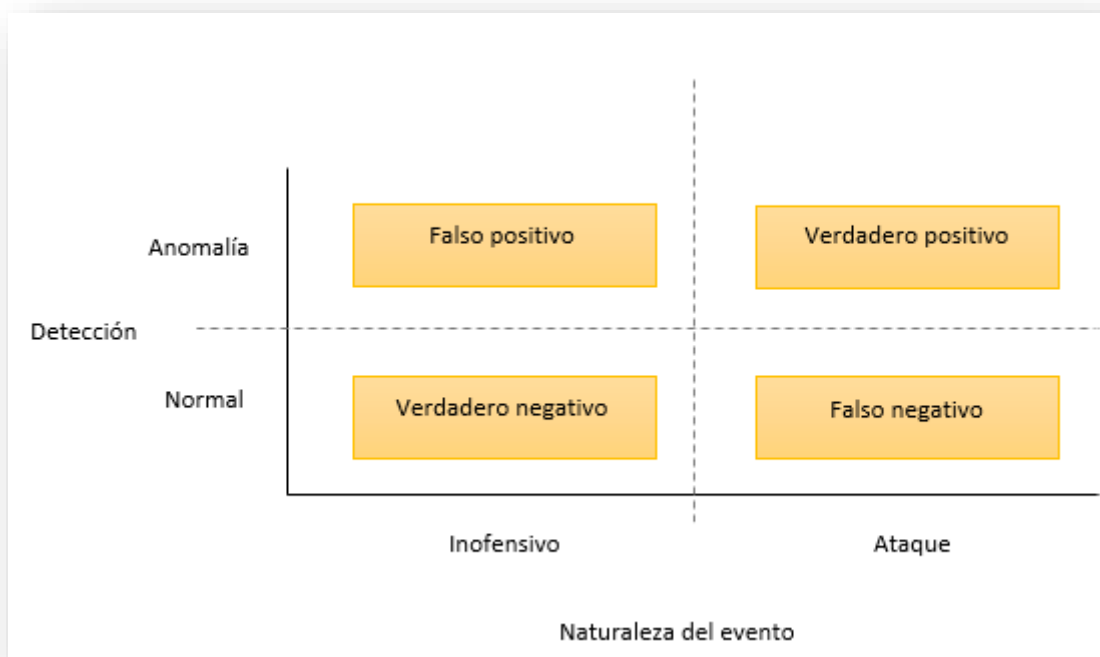 Falso positivo
Verdadero positivo
Anomalía
Detección
Normal
Verdadero negativo
Falso negativo
Inofensivo
Ataque
Naturaleza del evento